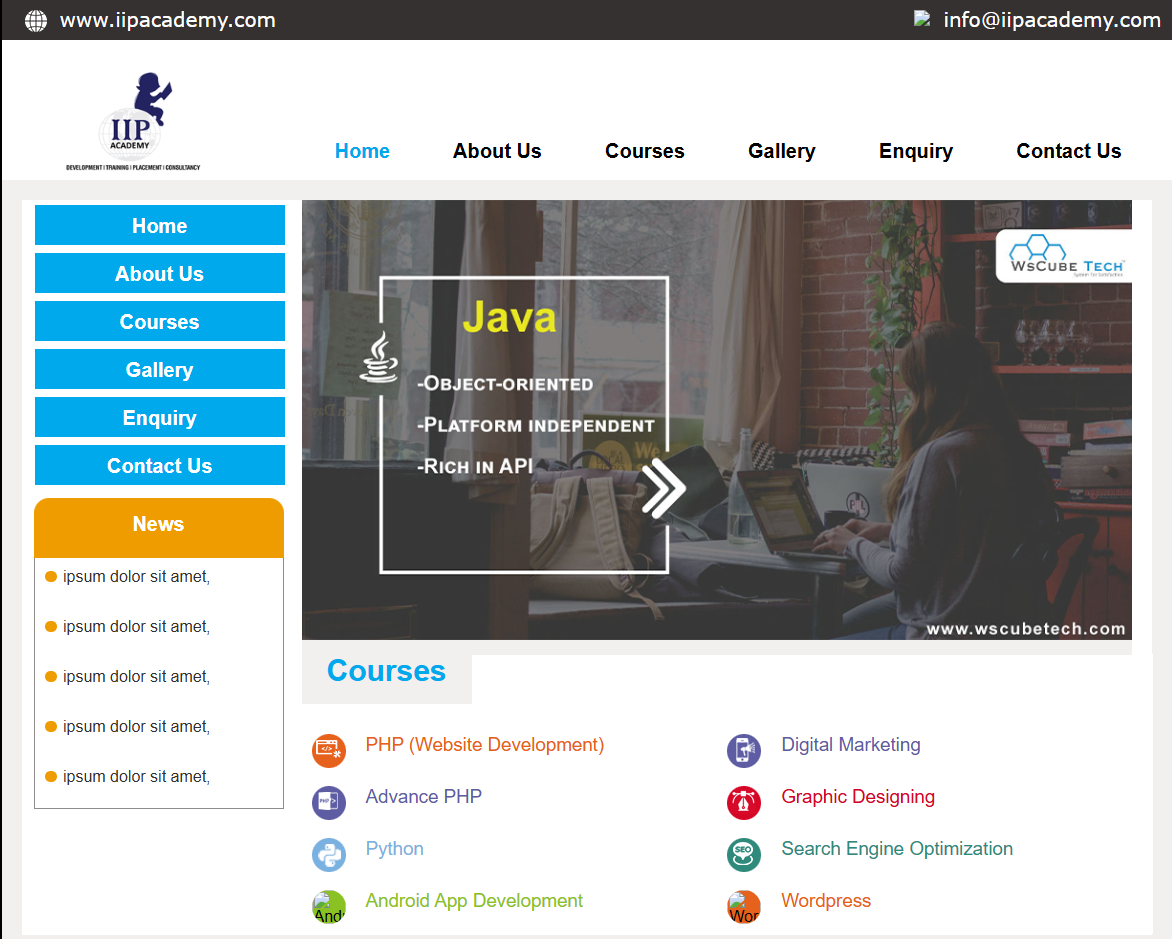 www.iipacademy.com
info@iipacademy.com
IIP
ACADEMY
DEVELOPMENT | TRAINING | PLACEMENT | CONSULTANCY
Home
About Us
Courses
Gallery
Enquiry
Contact Us
Home
About Us
Courses
Gallery
Enquiry
Contact Us
News
ipsum dolor sit amet,
ipsum dolor sit amet,
ipsum dolor sit amet,
ipsum dolor sit amet,
ipsum dolor sit amet,
WsCube Tech
Java
-Object-oriented
-Platform independent
-Rich in API
www.wscubetech.com
Courses
PHP (Website Development)
Digital Marketing
PHP
Advance PHP
Graphic Designing
Python
SEO
Search Engine Optimization
Andr
Android App Development
Wor
Wordpress